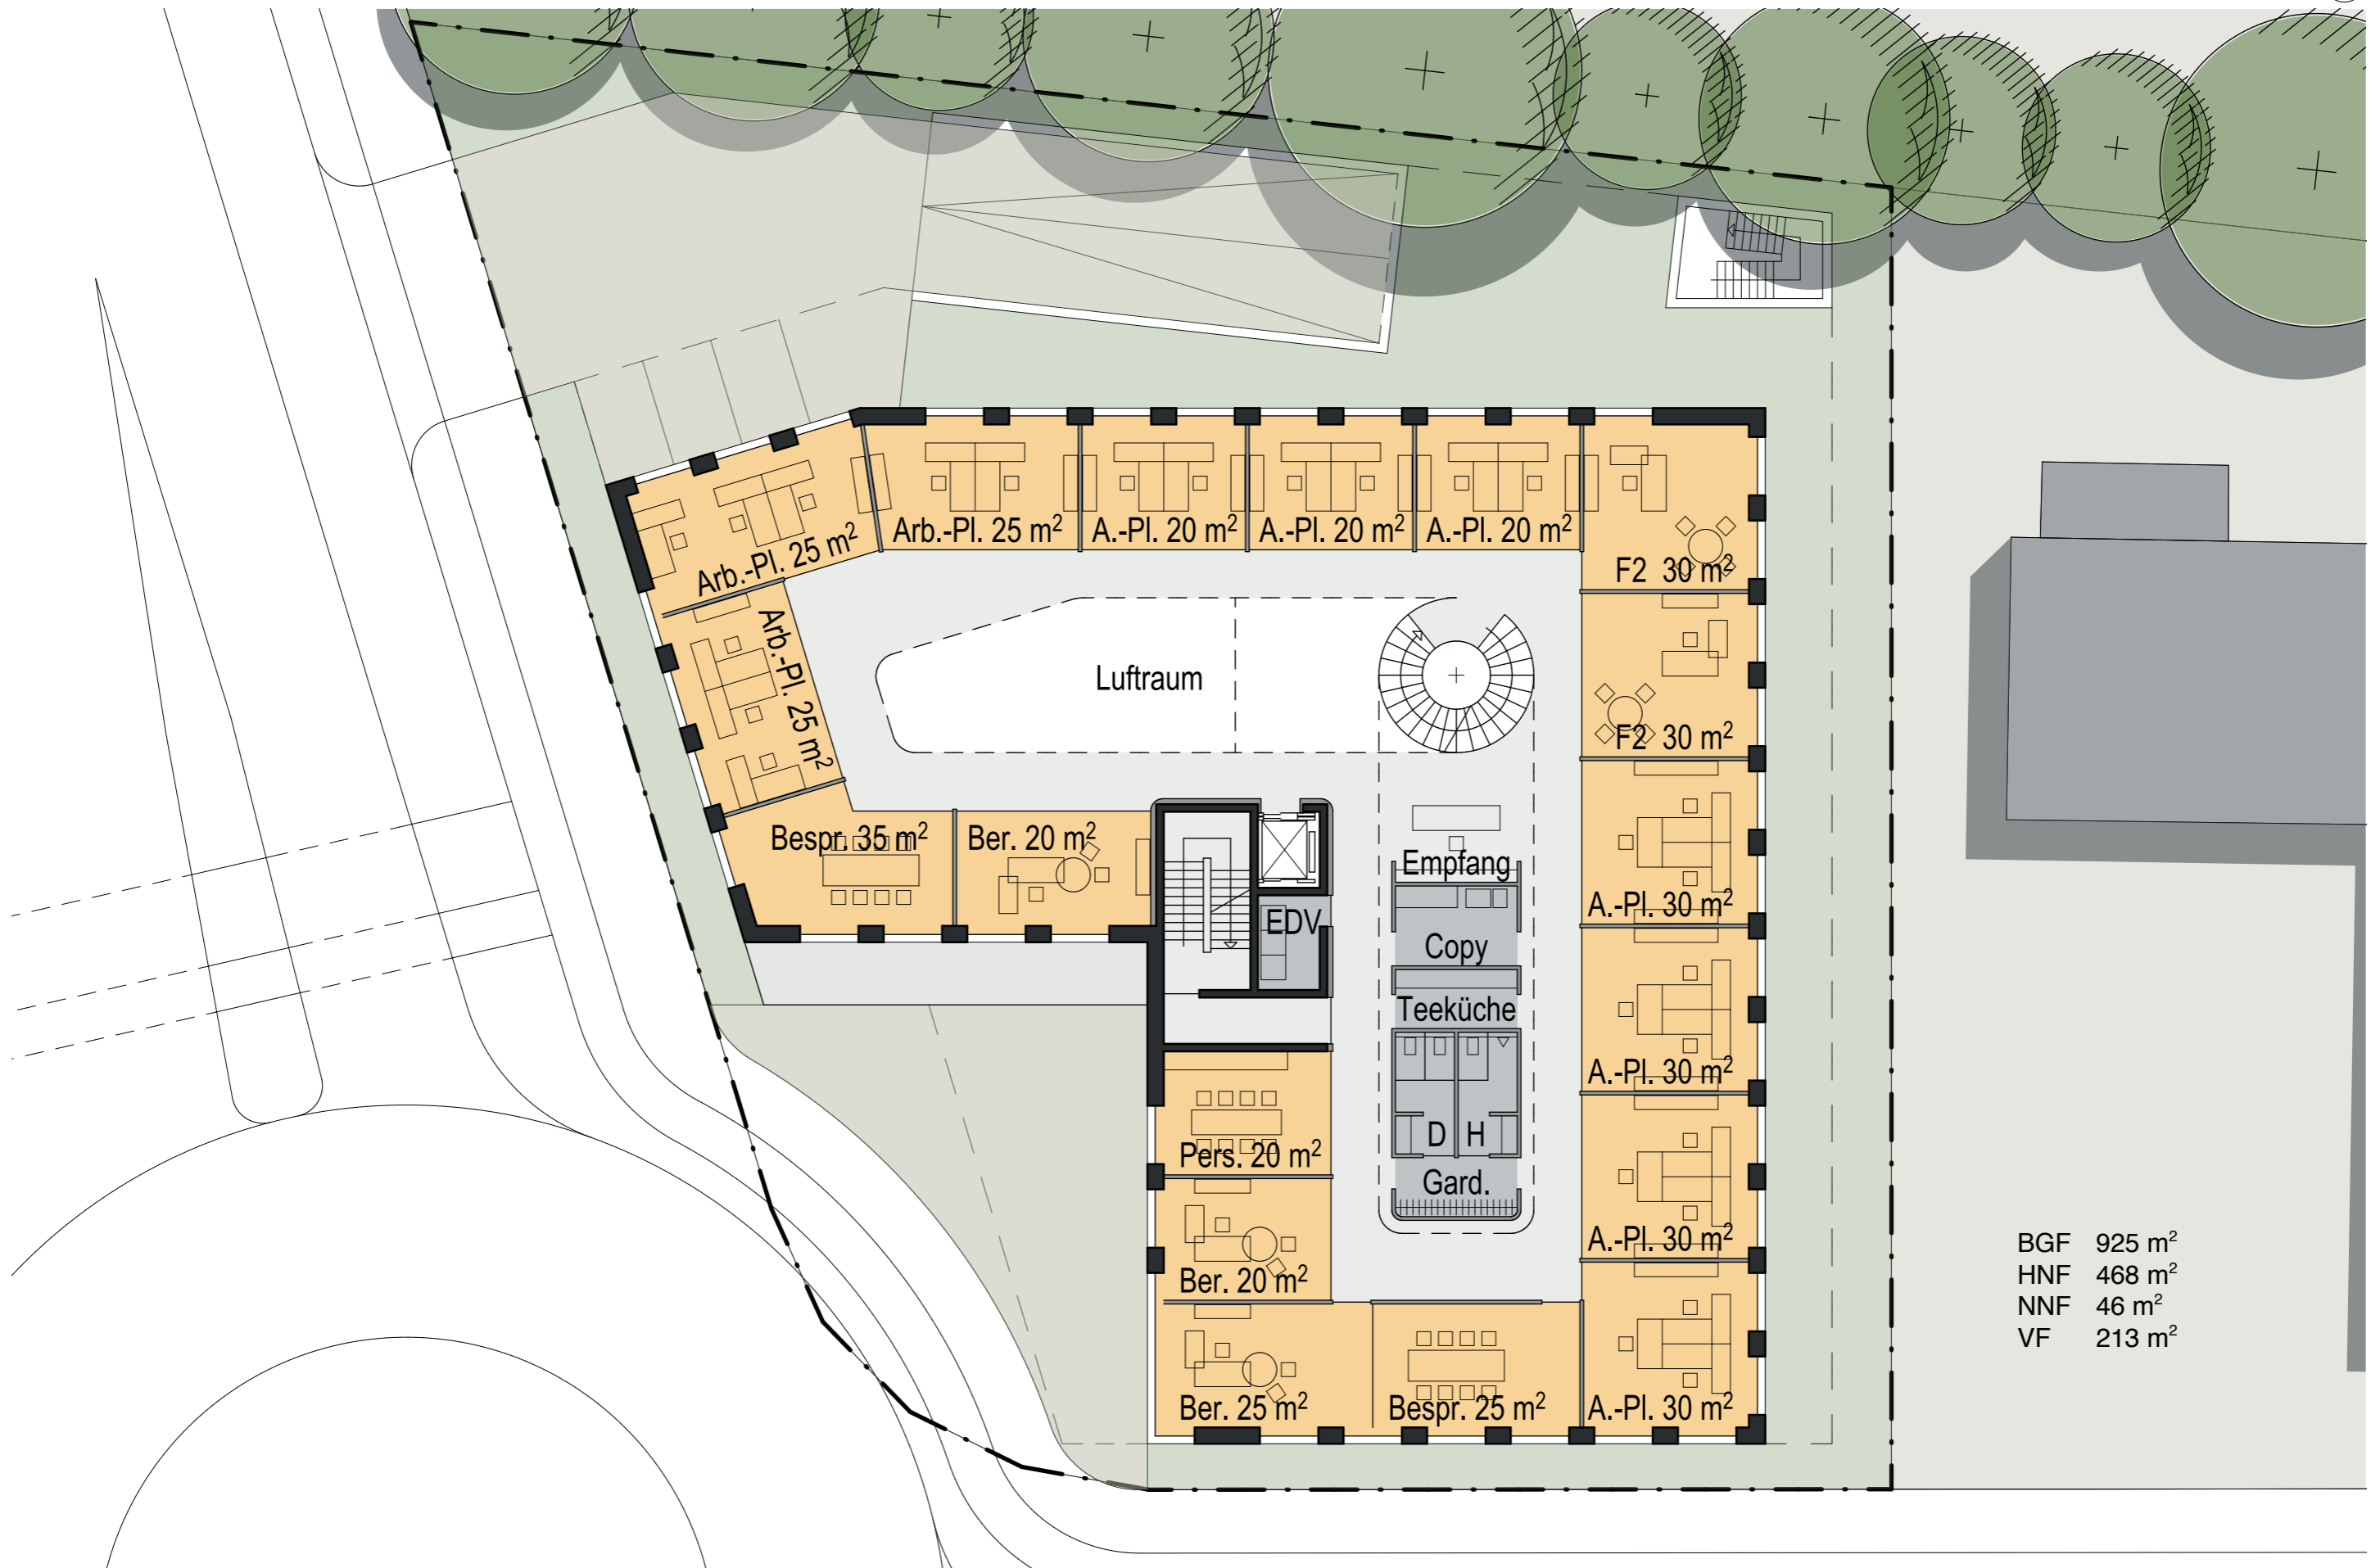 Arb.-Pl. 25 m²
Arb.-Pl. 25 m²
A.-Pl. 20 m²
A.-Pl. 20 m²
A.-Pl. 20 m²
F2 30 m²
Arb.-Pl. 25 m²
Luftraum
F2 30 m²
Bespr. 35 m²
Ber. 20 m²
Empfang
A.-Pl. 30 m²
EDV
Copy
Teeküche
A.-Pl. 30 m²
D H
Pers. 20 m²
Gard.
A.-Pl. 30 m²
Ber. 20 m²
Ber. 25 m²
Bespr. 25 m²
A.-Pl. 30 m²
BGF 925 m²
HNF 468 m²
NNF 46 m²
VF 213 m²